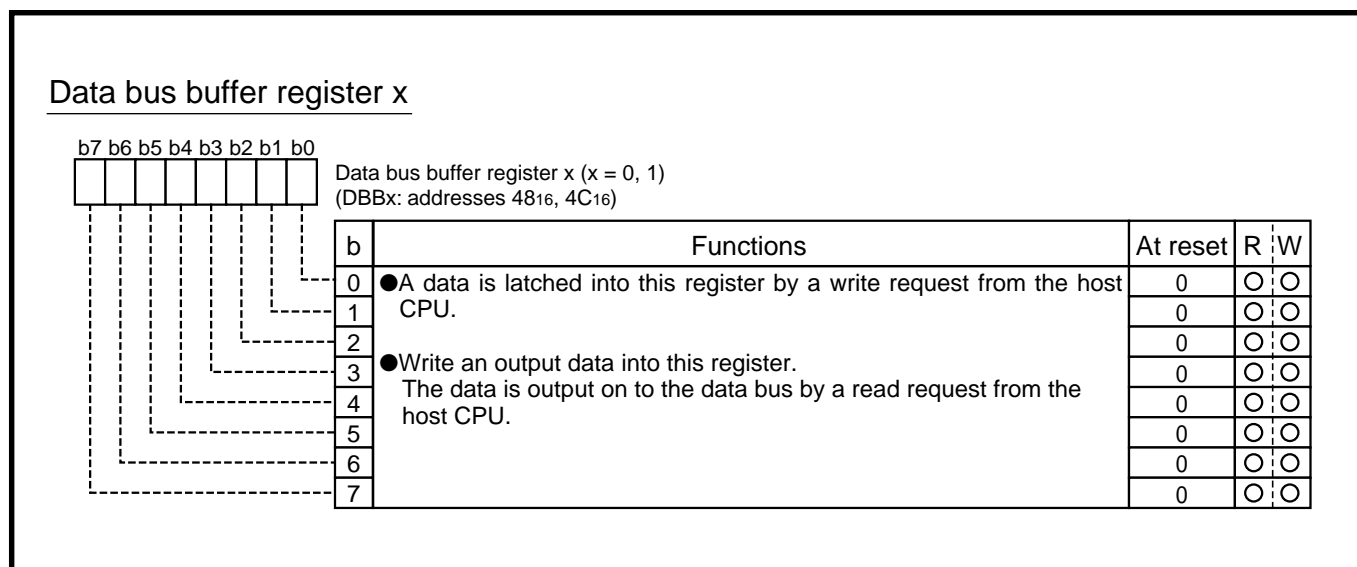 Data bus buffer register x
b7 b6 b5 b4 b3 b2 b1 b0
Data bus buffer register x (x = 0, 1)
(DBBx: addresses 4816, 4C16)
b Functions At reset R W
0 ●A data is latched into this register by a write request from the host 0 ○ ○
1 CPU. 0 ○ ○
2 0 ○ ○
3 ●Write an output data into this register. 0 ○ ○
4 The data is output on to the data bus by a read request from the 0 ○ ○
5 host CPU. 0 ○ ○
6 0 ○ ○
7 0 ○ ○